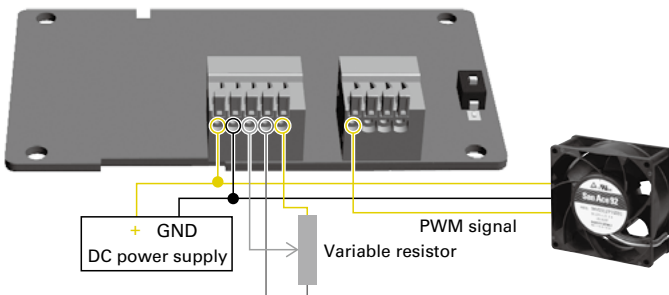 San Ace 92
PWM signal
+ GND
DC power supply
Variable resistor